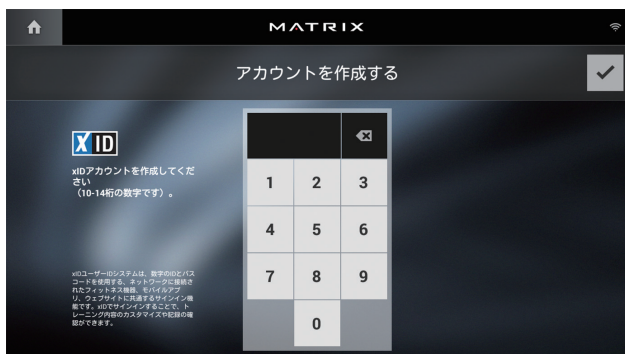 MATRIX
アカウントを作成する
X ID
xIDアカウントを作成してくだ
さい
(10-14桁の数字です)。
1 2 3
4 5 6
7 8 9
0
xIDユーザーIDシステムは、数字のIDとパス
コードを使用する、ネットワークに接続さ
れたフィットネス機器、モバイルアプ
リ、ウェブサイトに共通するサインイン機
能です。xIDでサインインすることで、ト
レーニング内容のカスタマイズや記録の確
認ができます。